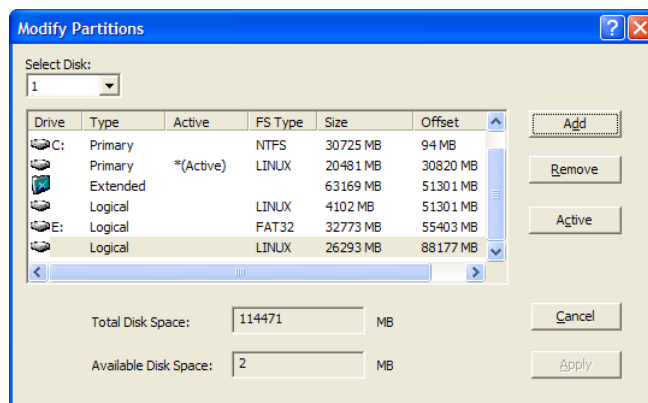 Modify Partitions
Select Disk:
1
Drive Type Active FS Type Size Offset
C: Primary NTFS 30725 MB 94 MB
Primary *(Active) LINUX 20481 MB 30820 MB
Extended 63169 MB 51301 MB
Logical LINUX 4102 MB 51301 MB
E: Logical FAT32 32773 MB 55403 MB
Logical LINUX 26293 MB 88177 MB
Add
Remove
Active
Total Disk Space: 114471 MB
Available Disk Space: 2 MB
Cancel
Apply